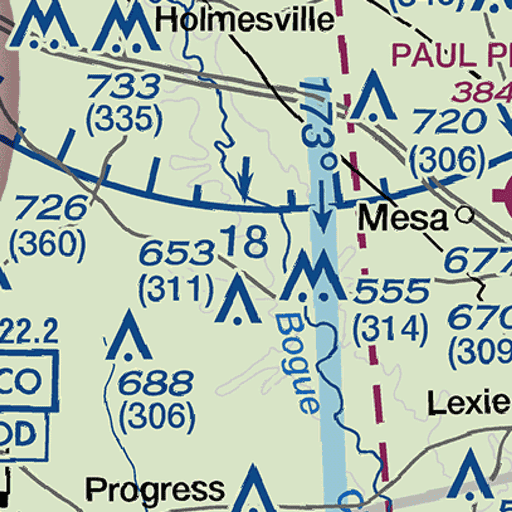 Holmesville
PAUL
384
733
(335)
173°
720
(306)
726
(360)
Mesa
18
653
(311)
677
555
(314)
670
(309
22.2
CO
688
(306)
Bogue
Lexie
OD
Progress